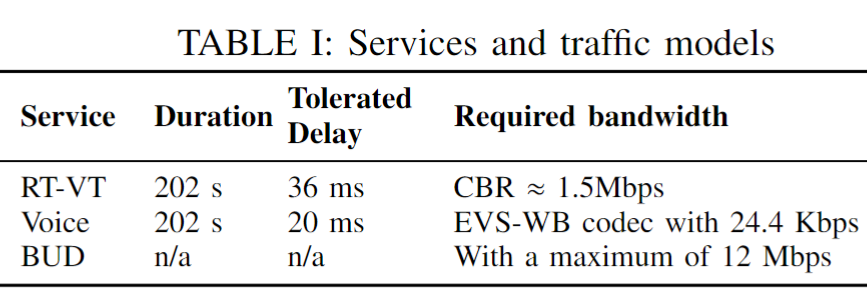 TABLE I: Services and traffic models
Service Duration Tolerated Delay Required bandwidth
RT-VT 202 s 36 ms CBR ≈ 1.5Mbps
Voice 202 s 20 ms EVS-WB codec with 24.4 Kbps
BUD n/a n/a With a maximum of 12 Mbps